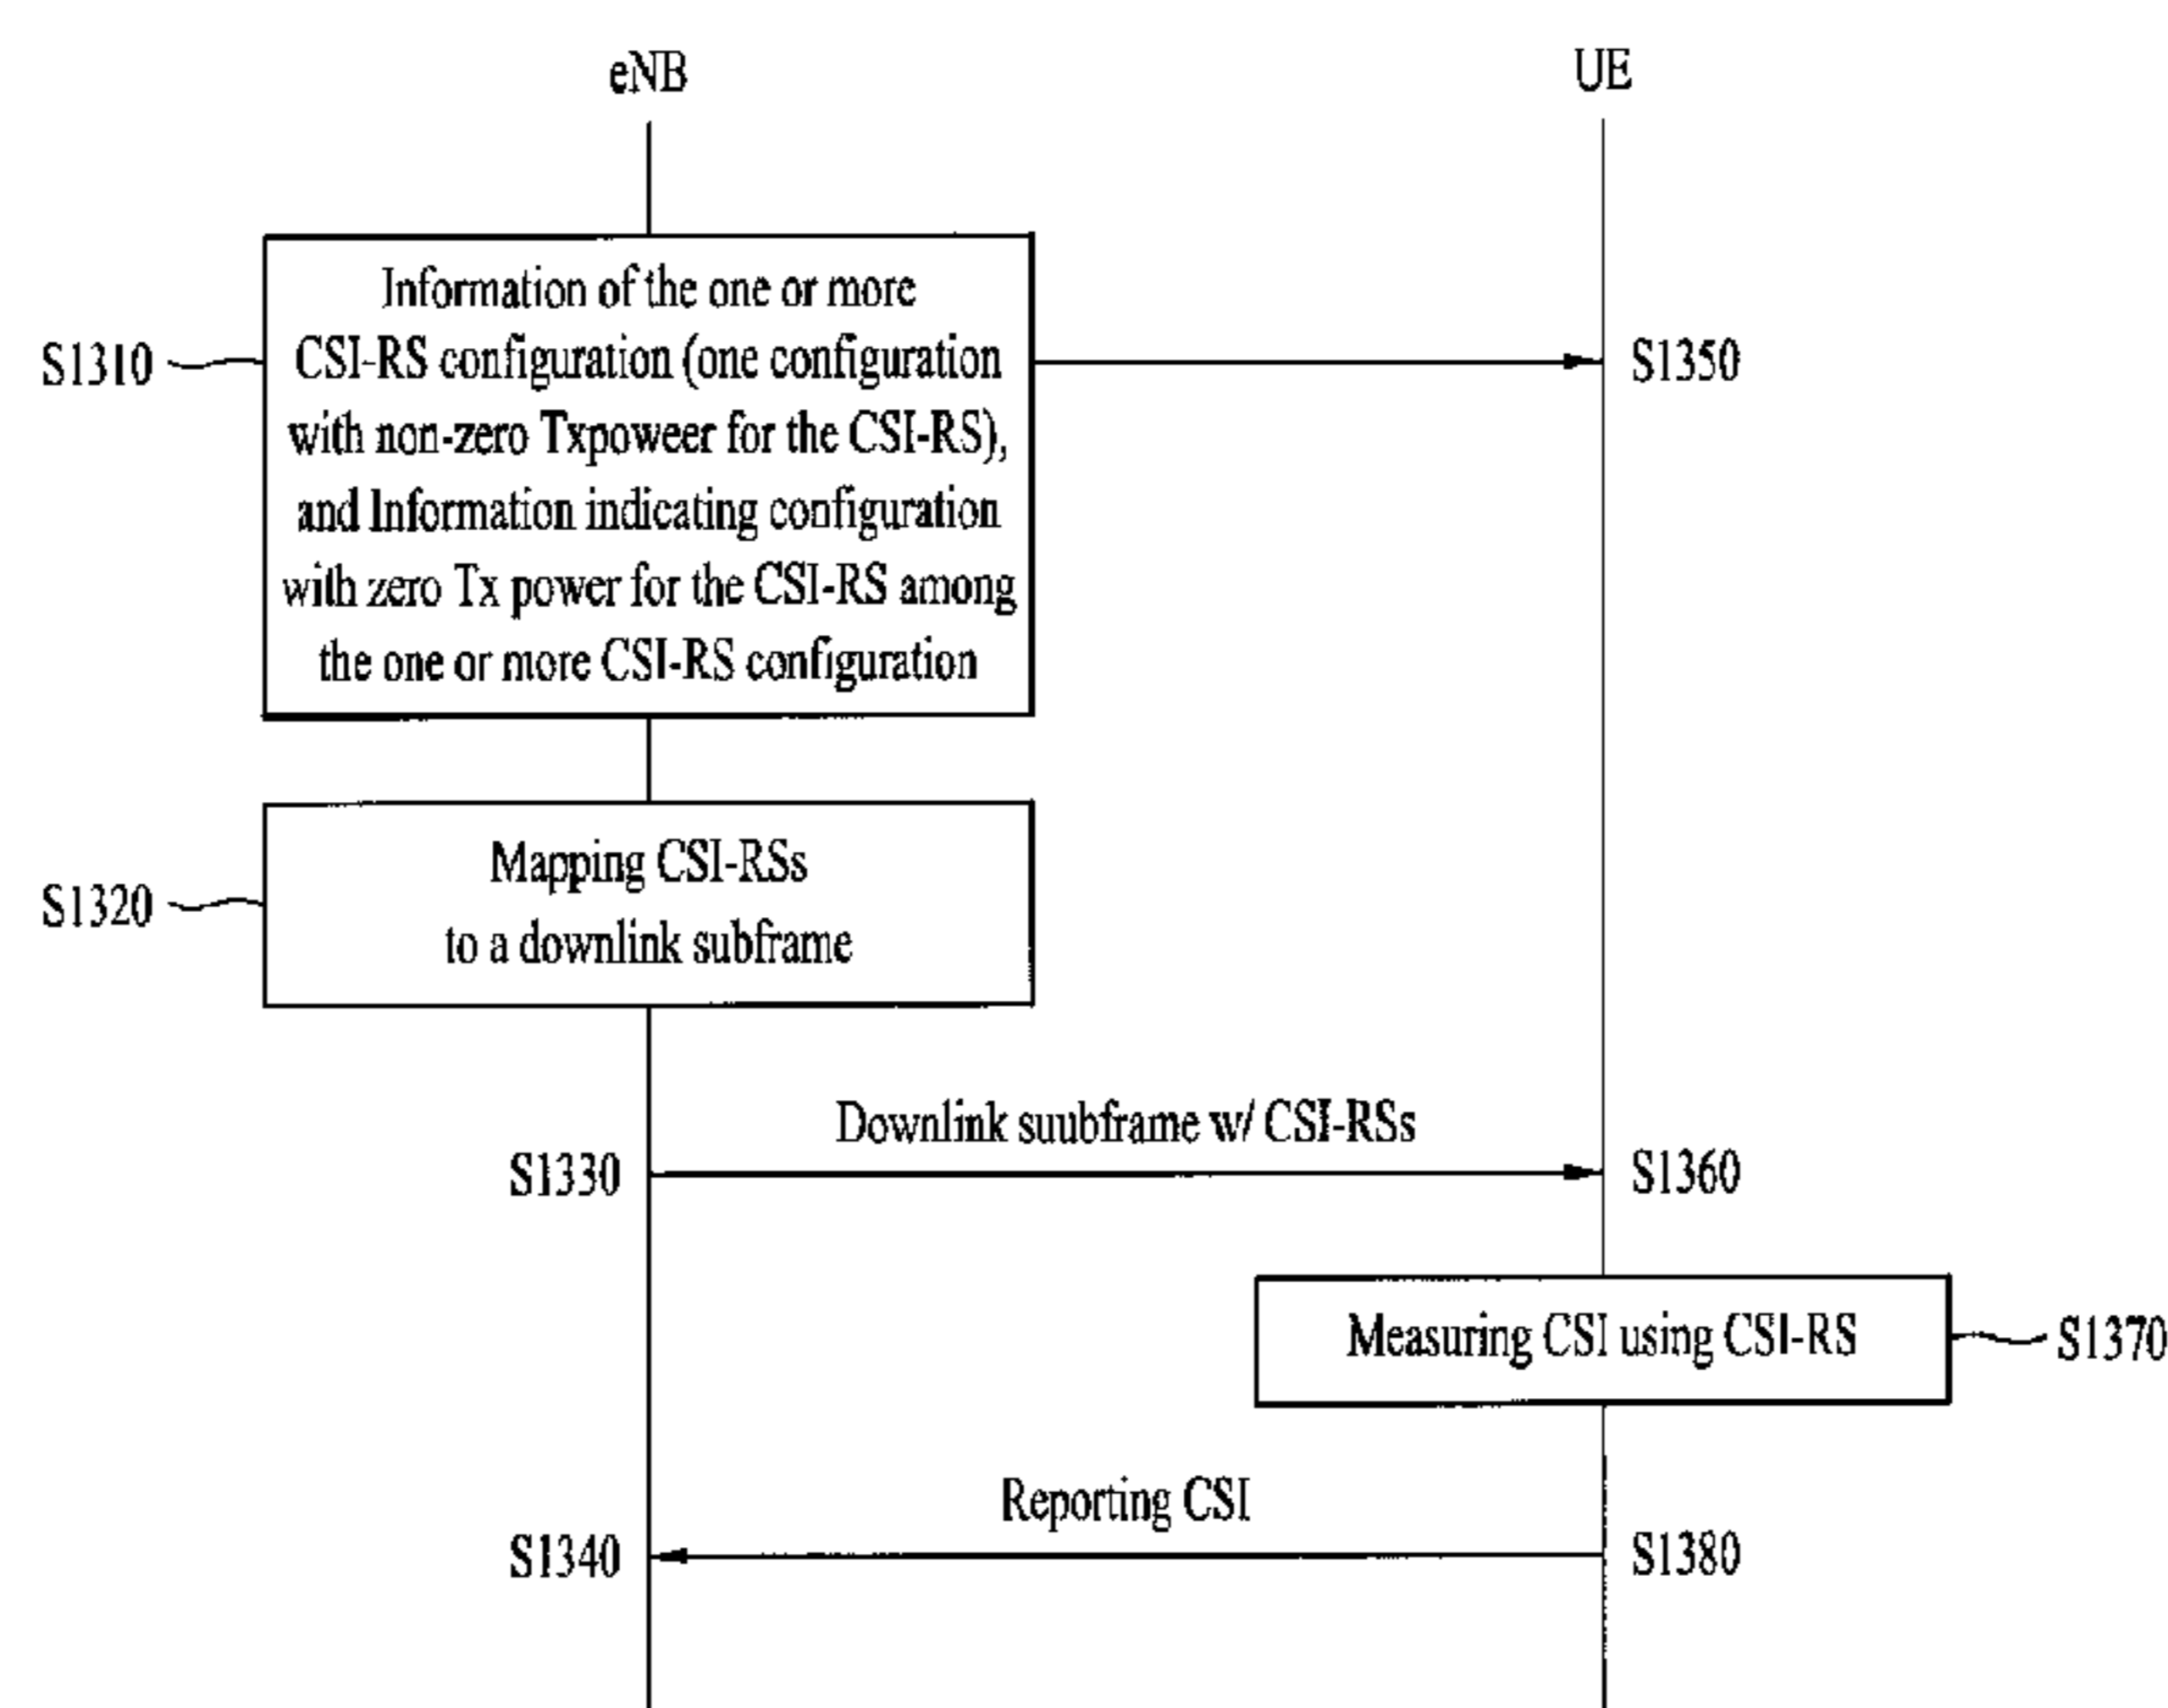 eNB
UE
Information of the one or more
CSI-RS configuration (one configuration
with non-zero Txpoweer for the CSI-RS),
and Information indicating configuration
with zero Tx power for the CSI-RS among
the one or more CSI-RS configuration
S1310
S1350
Mapping CSI-RSs
to a downlink subframe
S1320
Downlink suubframe w/ CSI-RSs
S1330
S1360
Measuring CSI using CSI-RS
S1370
Reporting CSI
S1340
S1380